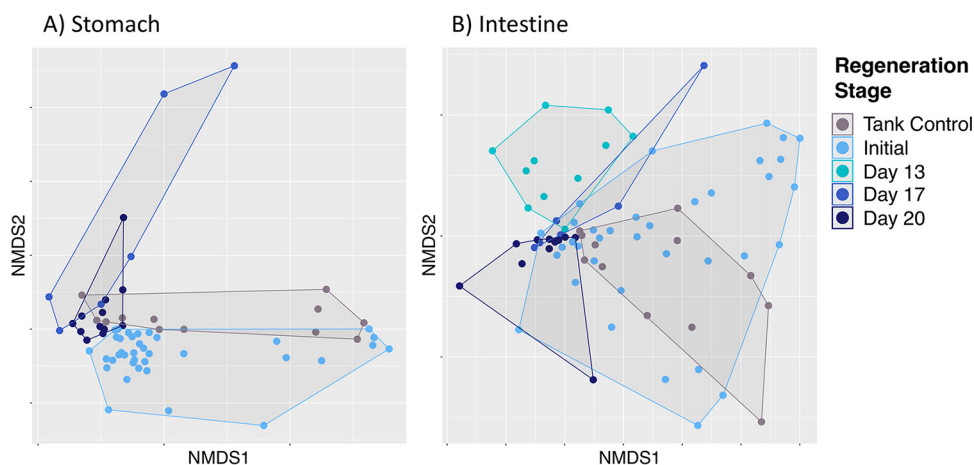 A) Stomach
B) Intestine
NMDS2
NMDS1
NMDS2
NMDS1
Regeneration
Stage
Tank Control
Initial
Day 13
Day 17
Day 20